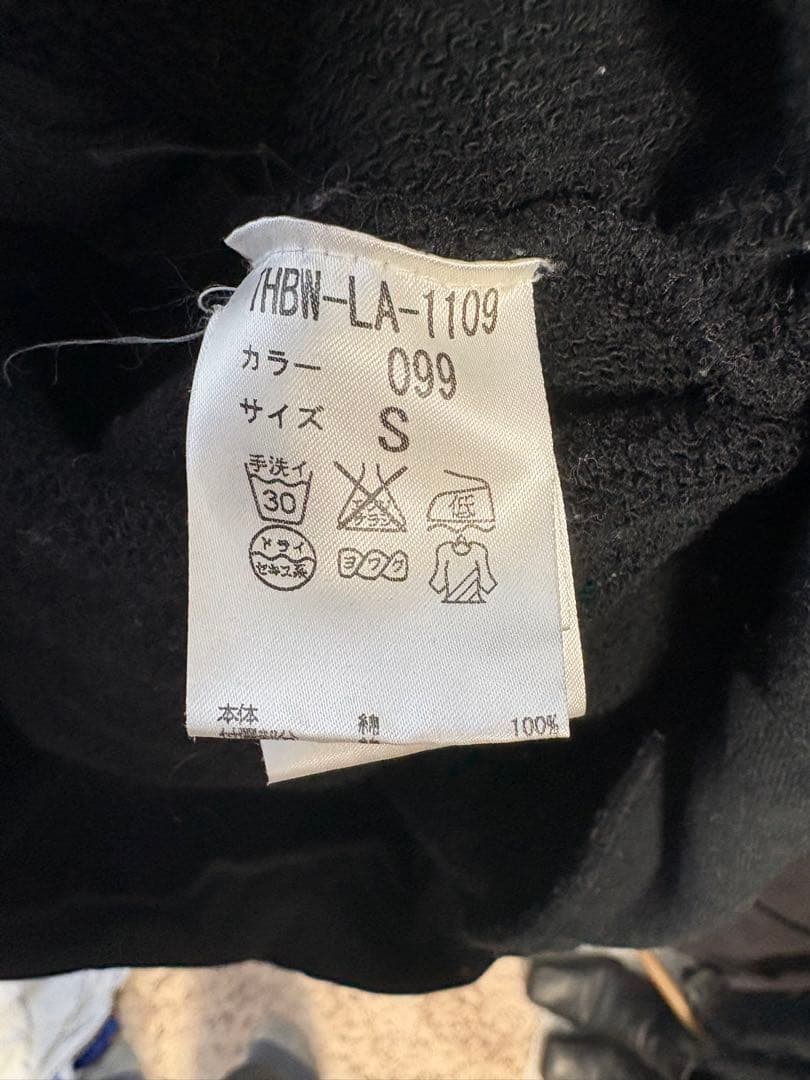 HBW-LA-1109
カラー 099
サイズ S
手洗イ 30 低
ドライ セキユ系 ヨワク
本体 綿 100%